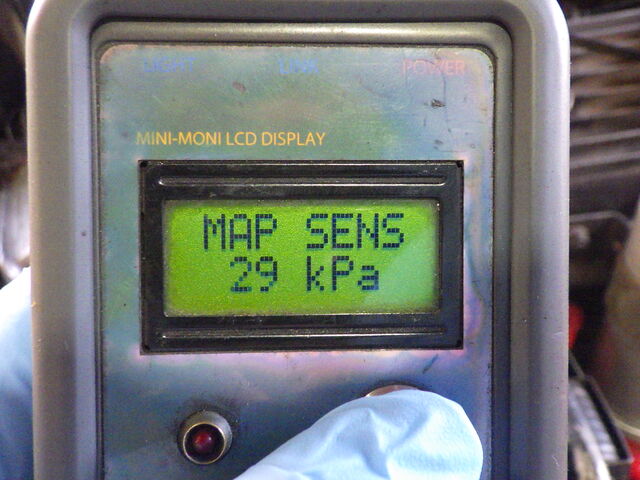 LIGHT LINK POWER
MINI-MONI LCD DISPLAY
MAP SENS
29 kPa